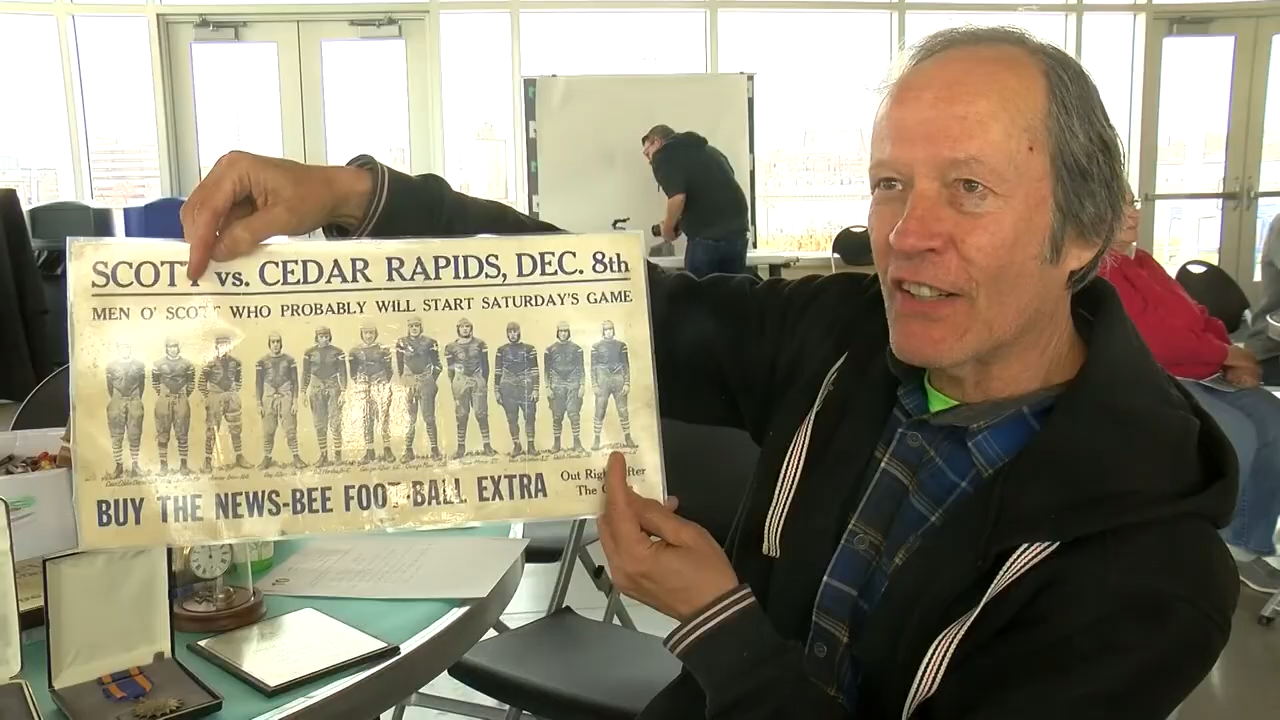 SCOTT vs. CEDAR RAPIDS, DEC. 8th
MEN O' SCOTT WHO PROBABLY WILL START SATURDAY'S GAME
BUY THE NEWS-BEE FOOT-BALL EXTRA
Out Right After
The